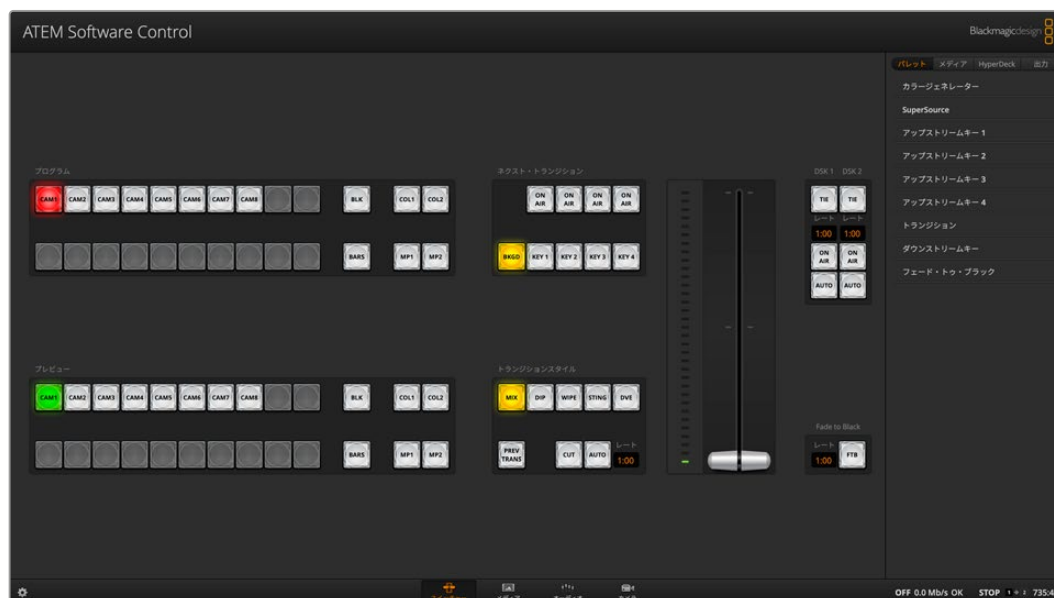 ATEM Software Control
Blackmagicdesign
パレット メディア HyperDeck 出力
カラージェネレーター
SuperSource
アップストリームキー 1
アップストリームキー 2
アップストリームキー 3
アップストリームキー 4
トランジション
ダウンストリームキー
フェード・トゥ・ブラック
プログラム
CAM1 CAM2 CAM3 CAM4 CAM5 CAM6 CAM7 CAM8 BLK COL1 COL2
BARS MP1 MP2
ネクスト・トランジション
ON AIR ON AIR ON AIR ON AIR
BKGD KEY 1 KEY 2 KEY 3 KEY 4
DSK 1 DSK 2
TIE TIE
レート レート
1:00 1:00
ON AIR ON AIR
AUTO AUTO
プレビュー
CAM1 CAM2 CAM3 CAM4 CAM5 CAM6 CAM7 CAM8 BLK COL1 COL2
BARS MP1 MP2
トランジションスタイル
MIX DIP WIPE STING DVE
PREV TRANS CUT AUTO レート 1:00
Fade to Black
レート
1:00 FTB
OFF 0.0 Mb/s OK STOP